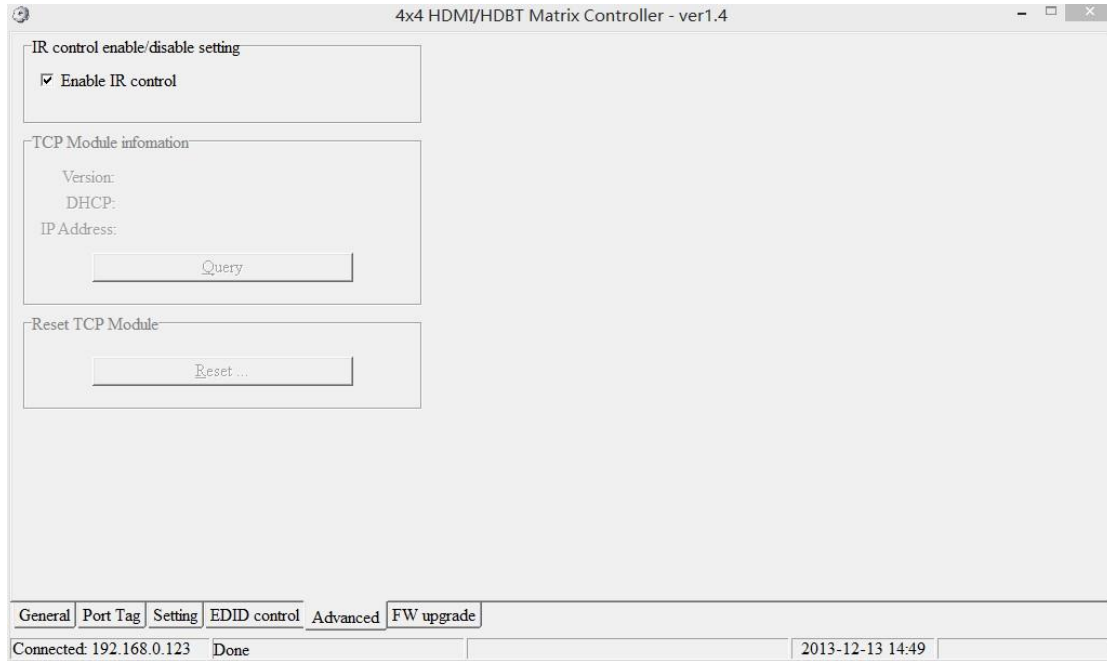 4x4 HDMI/HDBT Matrix Controller - ver1.4
IR control enable/disable setting
Enable IR control
TCP Module infomation
Version:
DHCP:
IP Address:
Query
Reset TCP Module
Reset ...
General Port Tag Setting EDID control Advanced FW upgrade
Connected: 192.168.0.123 Done 2013-12-13 14:49